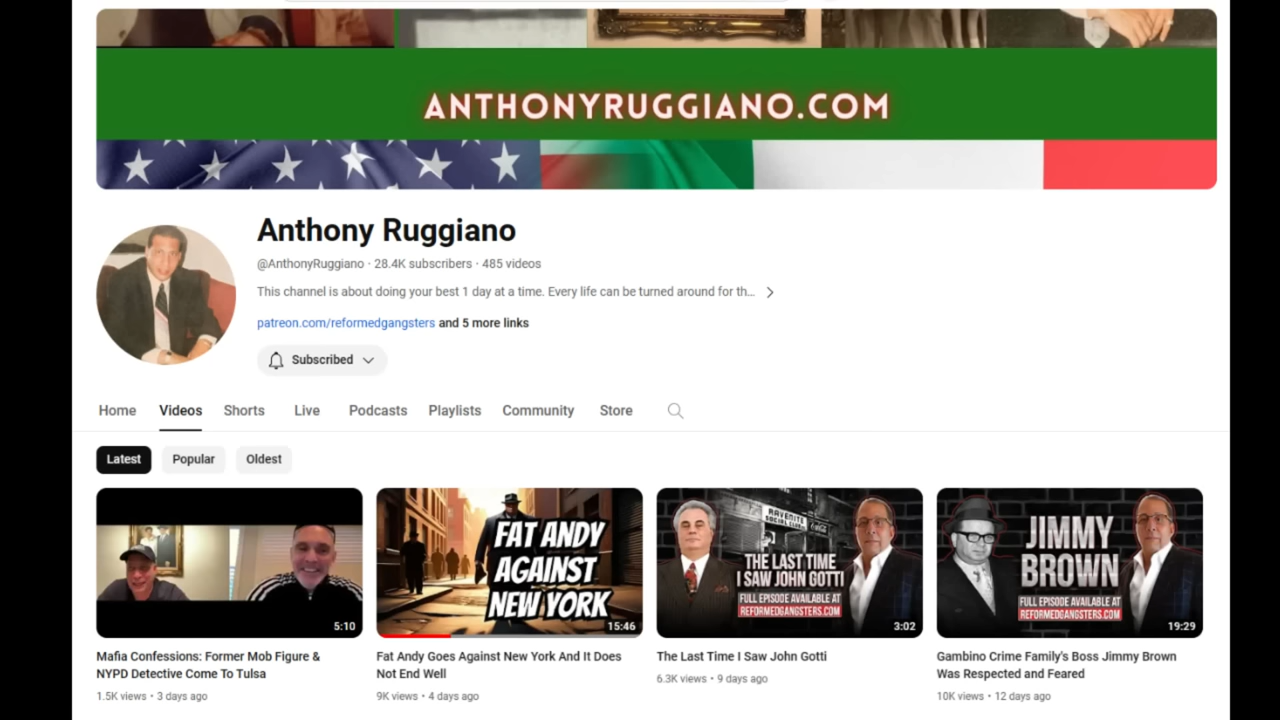 ANTHONYRUGGIANO.COM
Anthony Ruggiano
@AnthonyRuggiano · 28.4K subscribers · 485 videos
This channel is about doing your best 1 day at a time. Every life can be turned around for th...
patreon.com/reformedgangsters and 5 more links
Subscribed
Home Videos Shorts Live Podcasts Playlists Community Store
Latest Popular Oldest
5:10
FAT ANDY
AGAINST
NEW YORK
15:46
RAVENITE
SOCIAL CLUB
THE LAST TIME
I SAW JOHN GOTTI
FULL EPISODE AVAILABLE AT
REFORMEDGANGSTERS.COM
3:02
JIMMY
BROWN
FULL EPISODE AVAILABLE AT
REFORMEDGANGSTERS.COM
19:29
Mafia Confessions: Former Mob Figure &
NYPD Detective Come To Tulsa
1.5K views • 3 days ago
Fat Andy Goes Against New York And It Does
Not End Well
9K views • 4 days ago
The Last Time I Saw John Gotti
6.3K views • 9 days ago
Gambino Crime Family's Boss Jimmy Brown
Was Respected and Feared
10K views • 12 days ago